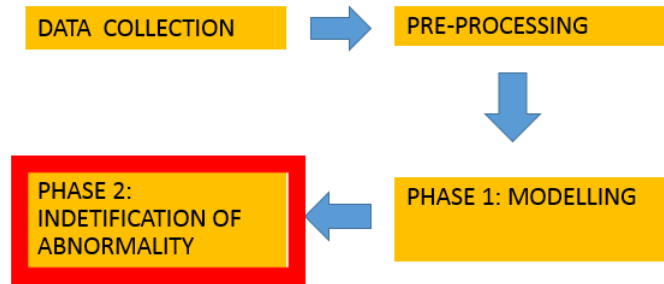 DATA COLLECTION
PRE-PROCESSING
PHASE 1: MODELLING
PHASE 2:
INDETIFICATION OF
ABNORMALITY